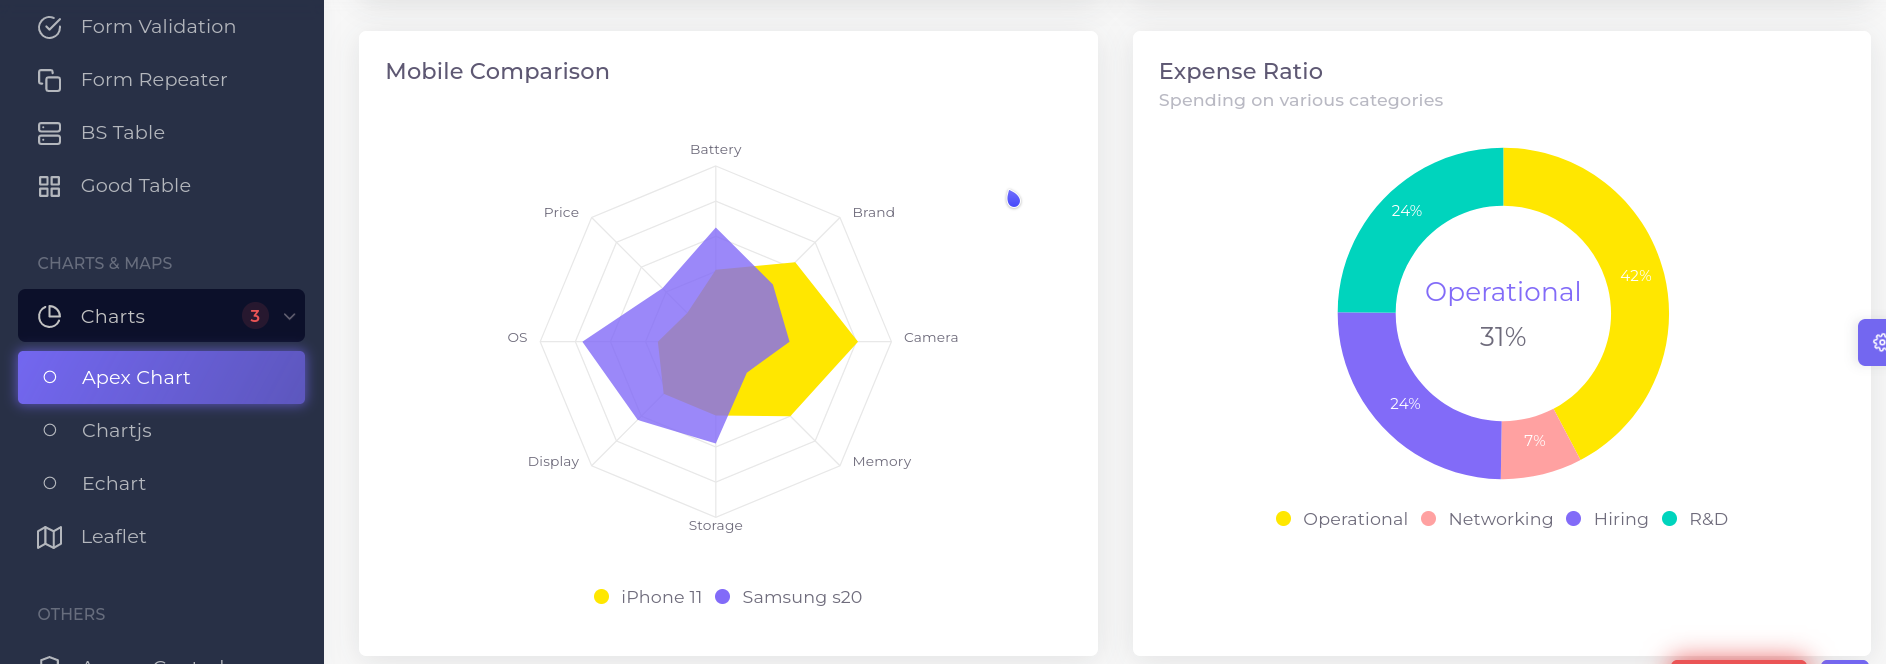 Form Validation
Form Repeater
BS Table
Good Table
CHARTS & MAPS
Charts
3
Apex Chart
Chartjs
Echart
Leaflet
OTHERS
Mobile Comparison
Battery
Price
Brand
OS
Camera
Display
Memory
Storage
iPhone 11
Samsung s20
Expense Ratio
Spending on various categories
24%
42%
Operational
31%
24%
7%
Operational
Networking
Hiring
R&D